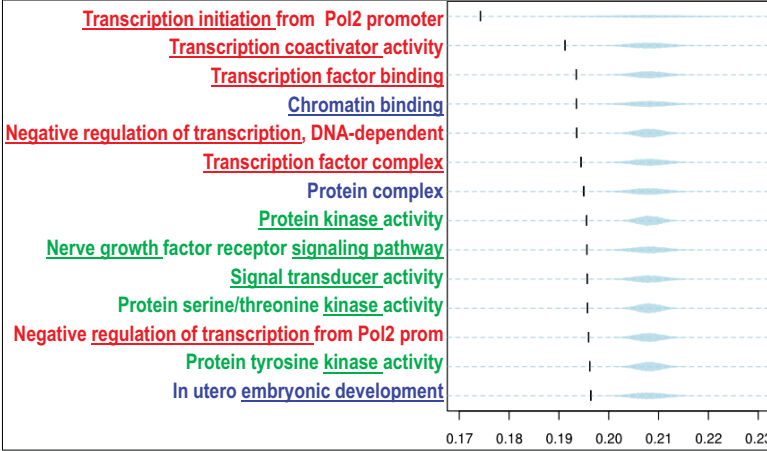 Transcription initiation from Pol2 promoter
Transcription coactivator activity
Transcription factor binding
Chromatin binding
Negative regulation of transcription, DNA-dependent
Transcription factor complex
Protein complex
Protein kinase activity
Nerve growth factor receptor signaling pathway
Signal transducer activity
Protein serine/threonine kinase activity
Negative regulation of transcription from Pol2 prom
Protein tyrosine kinase activity
In utero embryonic development
0.17 0.18 0.19 0.20 0.21 0.22 0.23